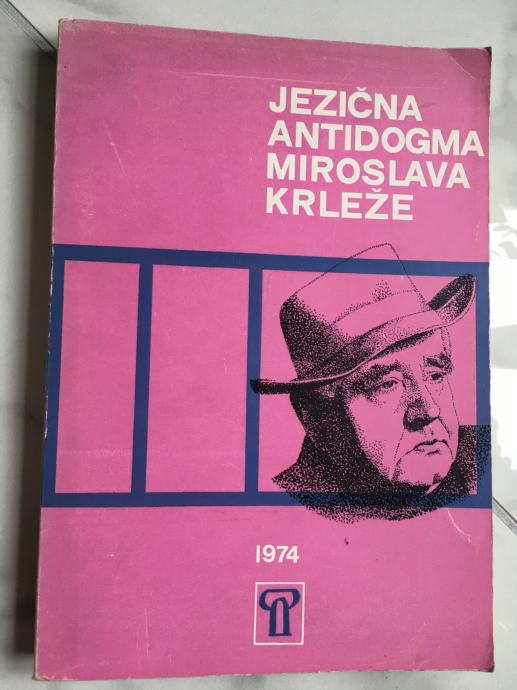 JEZIČNA
ANTIDOGMA
MIROSLAVA
KRLEŽE
1974